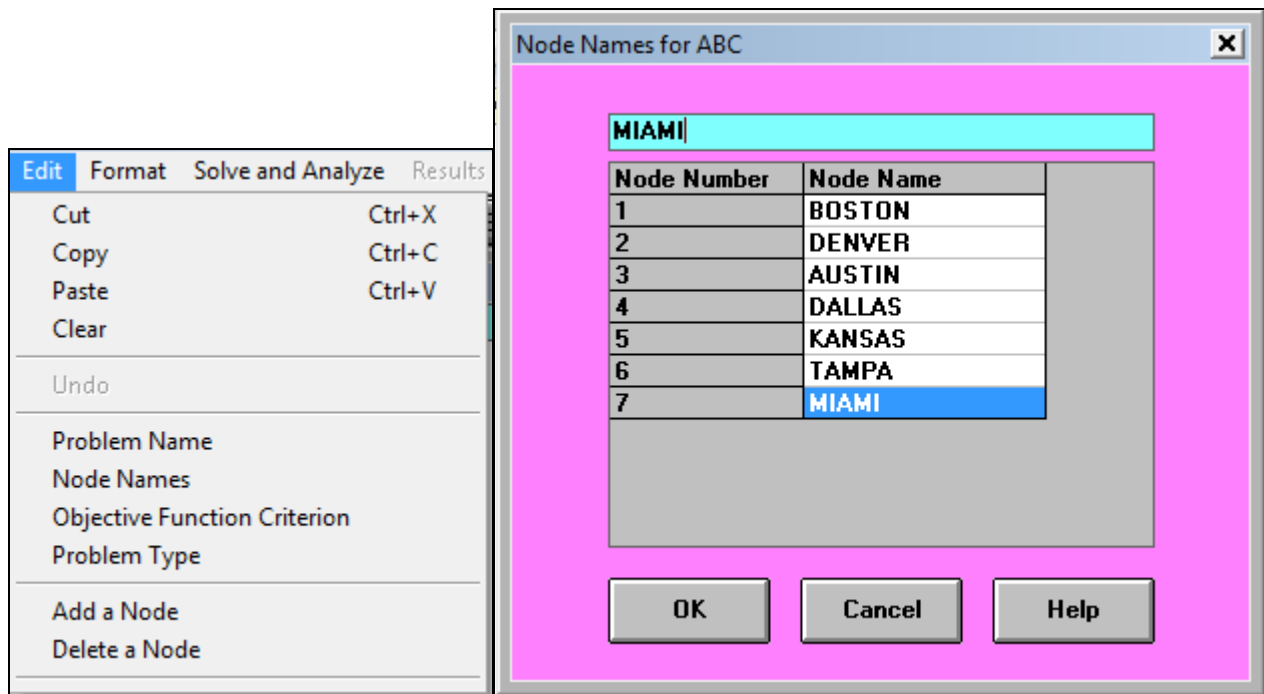 Edit Format Solve and Analyze Results
Cut Ctrl+X
Copy Ctrl+C
Paste Ctrl+V
Clear
Undo
Problem Name
Node Names
Objective Function Criterion
Problem Type
Add a Node
Delete a Node
Node Names for ABC
MIAMI
Node Number Node Name
1 BOSTON
2 DENVER
3 AUSTIN
4 DALLAS
5 KANSAS
6 TAMPA
7 MIAMI
OK Cancel Help